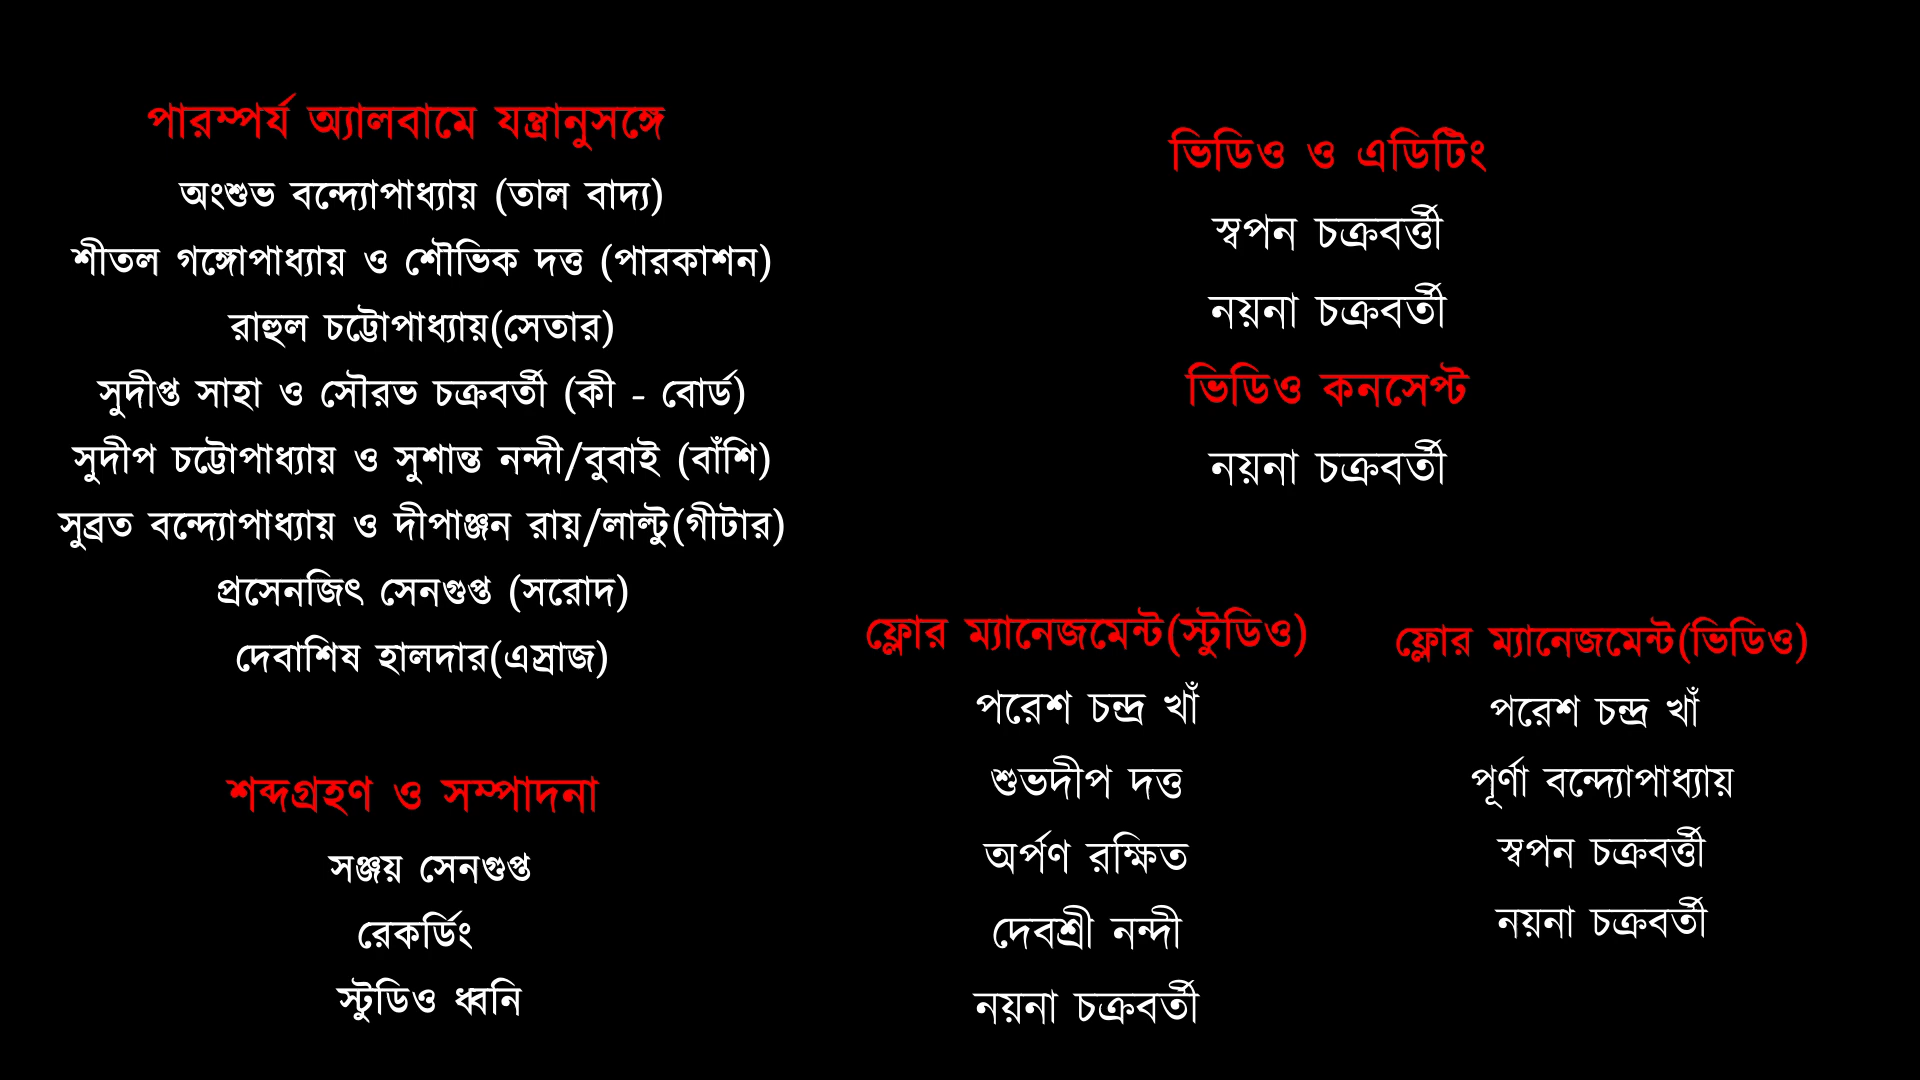 পারম্পর্য অ্যালবামে যন্ত্রানুসঙ্গে
অংশুভ বন্দ্যোপাধ্যায় (তাল বাদ্য)
শীতল গঙ্গোপাধ্যায় ও শৌভিক দত্ত (পারকাশন)
রাহুল চট্টোপাধ্যায়(সেতার)
সুদীপ্ত সাহা ও সৌরভ চক্রবর্তী (কী - বোর্ড)
সুদীপ চট্টোপাধ্যায় ও সুশান্ত নন্দী/বুবাই (বাঁশি)
সুব্রত বন্দ্যোপাধ্যায় ও দীপাঞ্জন রায়/লাল্টু(গীটার)
প্রসেনজিৎ সেনগুপ্ত (সরোদ)
দেবাশিষ হালদার(এস্রাজ)
শব্দগ্রহণ ও সম্পাদনা
সঞ্জয় সেনগুপ্ত
রেকর্ডিং
স্টুডিও ধ্বনি
ভিডিও ও এডিটিং
স্বপন চক্রবর্ত্তী
নয়না চক্রবর্তী
ভিডিও কনসেপ্ট
নয়না চক্রবর্তী
ফ্লোর ম্যানেজমেন্ট(স্টুডিও)
পরেশ চন্দ্র খাঁ
শুভদীপ দত্ত
অর্পণ রক্ষিত
দেবশ্রী নন্দী
নয়না চক্রবর্তী
ফ্লোর ম্যানেজমেন্ট(ভিডিও)
পরেশ চন্দ্র খাঁ
পূর্ণা বন্দ্যোপাধ্যায়
স্বপন চক্রবর্ত্তী
নয়না চক্রবর্তী